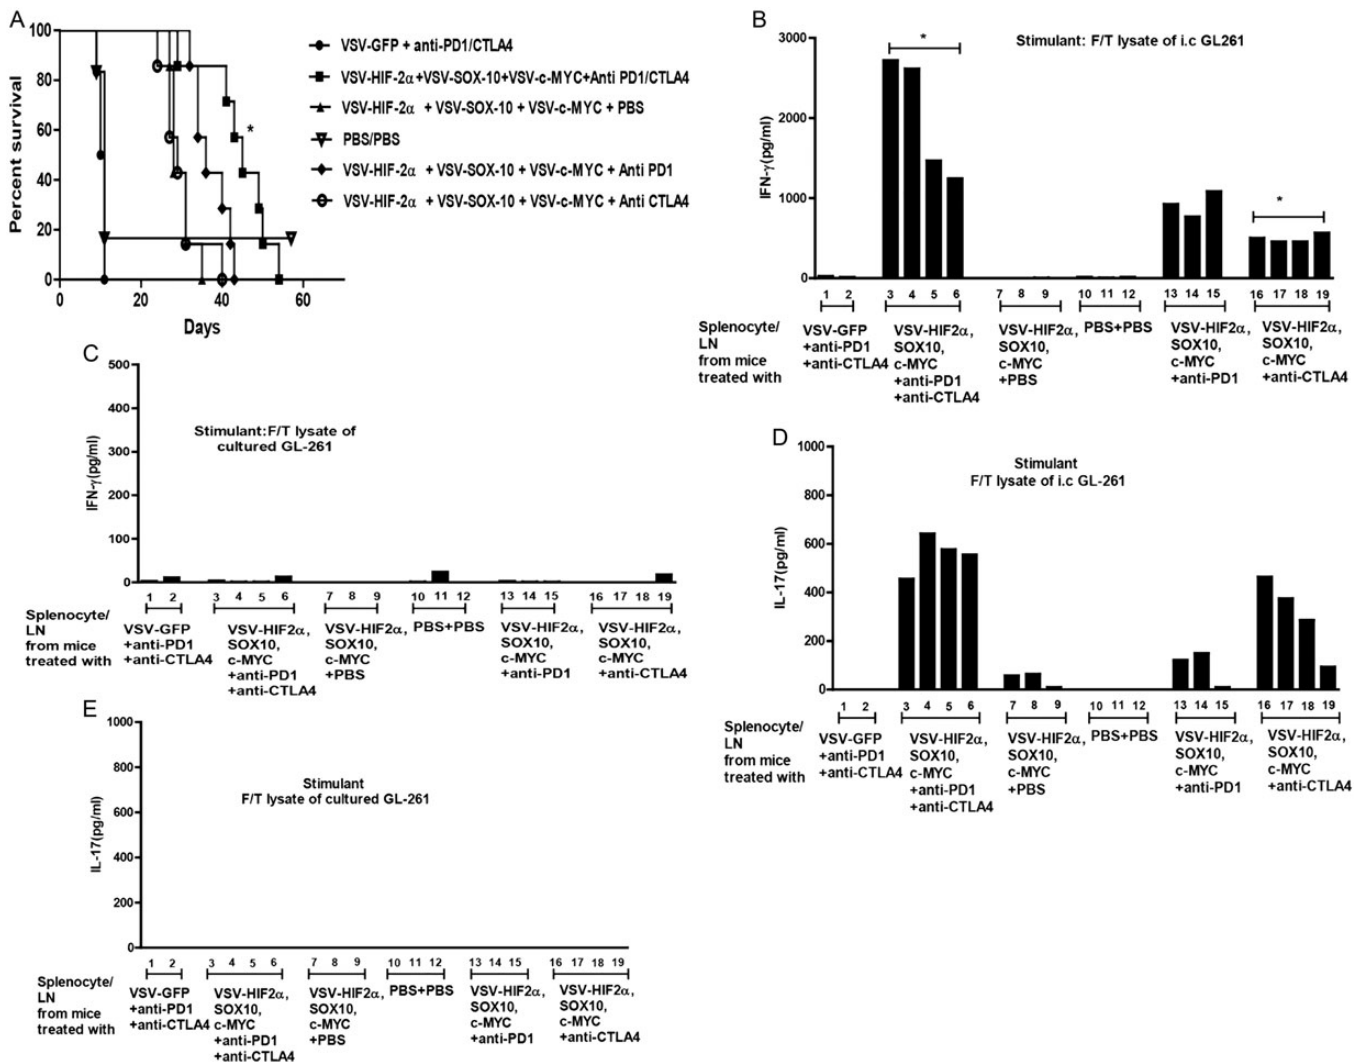 A
Percent survival
100
80
60
40
20
0
0 20 40 60
Days
*
VSV-GFP + anti-PD1/CTLA4
VSV-HIF-2α+VSV-SOX-10+VSV-c-MYC+Anti PD1/CTLA4
VSV-HIF-2α + VSV-SOX-10 + VSV-c-MYC + PBS
PBS/PBS
VSV-HIF-2α + VSV-SOX-10 + VSV-c-MYC + Anti PD1
VSV-HIF-2α + VSV-SOX-10 + VSV-c-MYC + Anti CTLA4
B
Stimulant: F/T lysate of i.c GL261
IFN-γ(pg/ml)
3000
2000
1000
0
*
*
1 2 3 4 5 6 7 8 9 10 11 12 13 14 15 16 17 18 19
Splenocyte/
LN
from mice
treated with
VSV-GFP
+anti-PD1
+anti-CTLA4
VSV-HIF2α,
SOX10,
c-MYC
+anti-PD1
+anti-CTLA4
VSV-HIF2α,
SOX10,
c-MYC
+PBS
PBS+PBS
VSV-HIF2α,
SOX10,
c-MYC
+anti-PD1
VSV-HIF2α,
SOX10,
c-MYC
+anti-CTLA4
C
Stimulant:F/T lysate of
cultured GL-261
IFN-γ(pg/ml)
500
400
300
200
100
0
1 2 3 4 5 6 7 8 9 10 11 12 13 14 15 16 17 18 19
Splenocyte/
LN
from mice
treated with
VSV-GFP
+anti-PD1
+anti-CTLA4
VSV-HIF2α,
SOX10,
c-MYC
+anti-PD1
+anti-CTLA4
VSV-HIF2α,
SOX10,
c-MYC
+PBS
PBS+PBS
VSV-HIF2α,
SOX10,
c-MYC
+anti-PD1
VSV-HIF2α,
SOX10,
c-MYC
+anti-CTLA4
D
Stimulant
F/T lysate of i.c GL-261
IL-17(pg/ml)
1000
800
600
400
200
0
1 2 3 4 5 6 7 8 9 10 11 12 13 14 15 16 17 18 19
Splenocyte/
LN
from mice
treated with
VSV-GFP
+anti-PD1
+anti-CTLA4
VSV-HIF2α,
SOX10,
c-MYC
+anti-PD1
+anti-CTLA4
VSV-HIF2α,
SOX10,
c-MYC
+PBS
PBS+PBS
VSV-HIF2α,
SOX10,
c-MYC
+anti-PD1
VSV-HIF2α,
SOX10,
c-MYC
+anti-CTLA4
E
Stimulant
F/T lysate of cultured GL-261
IL-17(pg/ml)
1000
800
600
400
200
0
1 2 3 4 5 6 7 8 9 10 11 12 13 14 15 16 17 18 19
Splenocyte/
LN
from mice
treated with
VSV-GFP
+anti-PD1
+anti-CTLA4
VSV-HIF2α,
SOX10,
c-MYC
+anti-PD1
+anti-CTLA4
VSV-HIF2α,
SOX10,
c-MYC
+PBS
PBS+PBS
VSV-HIF2α,
SOX10,
c-MYC
+anti-PD1
VSV-HIF2α,
SOX10,
c-MYC
+anti-CTLA4